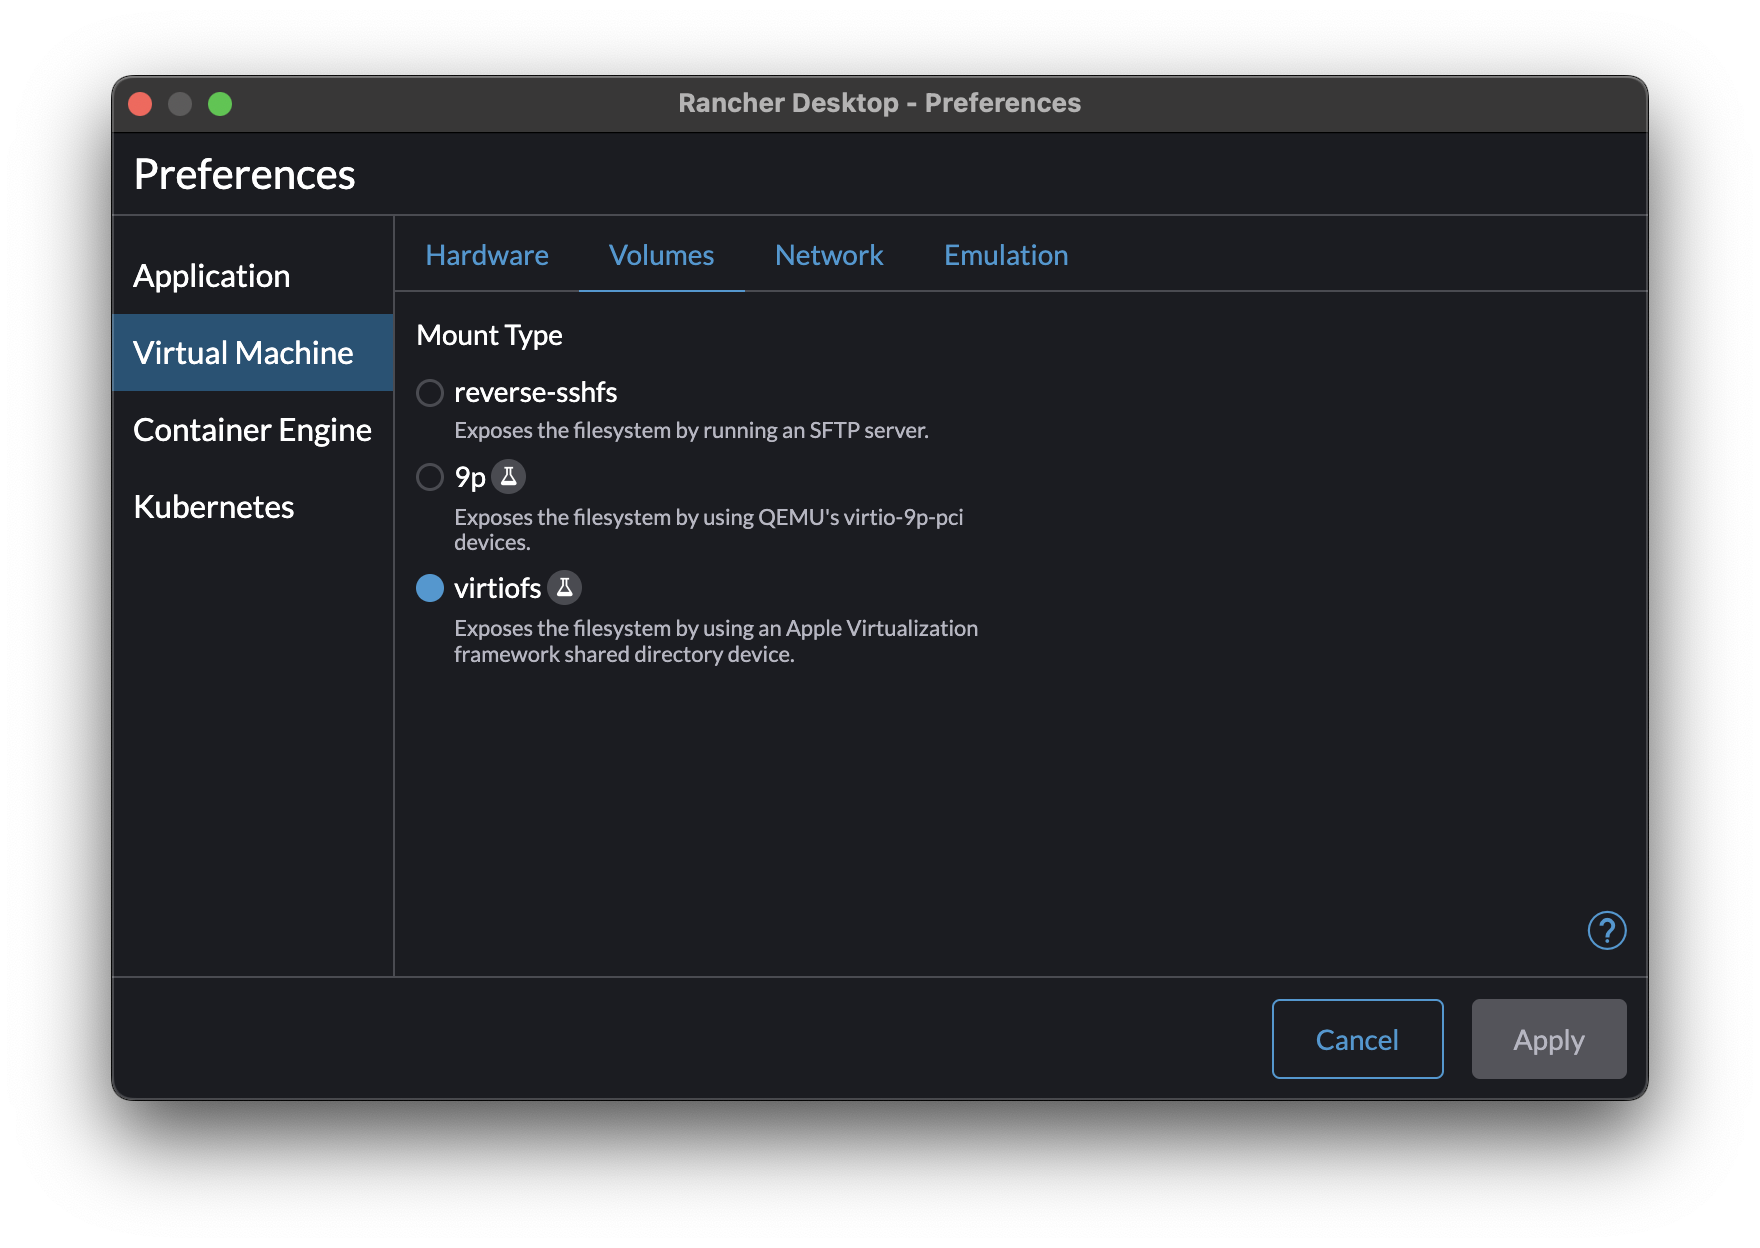 Rancher Desktop - Preferences
Preferences
Application
Virtual Machine
Container Engine
Kubernetes
Hardware Volumes Network Emulation
Mount Type
reverse-sshfs
Exposes the filesystem by running an SFTP server.
9p
Exposes the filesystem by using QEMU's virtio-9p-pci
devices.
virtiofs
Exposes the filesystem by using an Apple Virtualization
framework shared directory device.
?
Cancel Apply